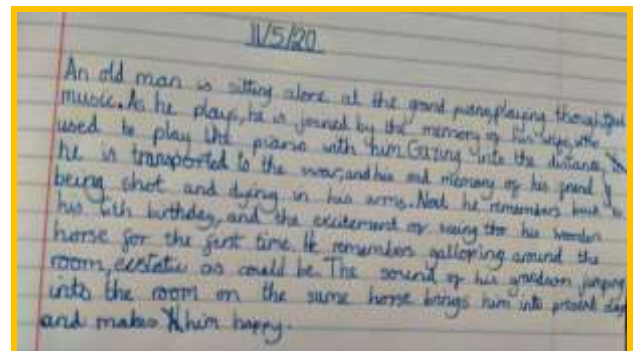 11/5/20
An old man is sitting alone at the grand piano, playing thoughtful
music. As he plays, he is joined by the memory of his wife, who
used to play the piano with him. Gazing into the distance,
he is transported to the war, and his sad memory of his friend
being shot and dying in his arms. Next he remembers back to
his 6th birthday, and the excitement of seeing his wooden
horse for the first time. He remembers galloping around the
room, ecstatic as could be. The sound of his grandson jumping
into the room on the same horse brings him into present day
and makes him happy.